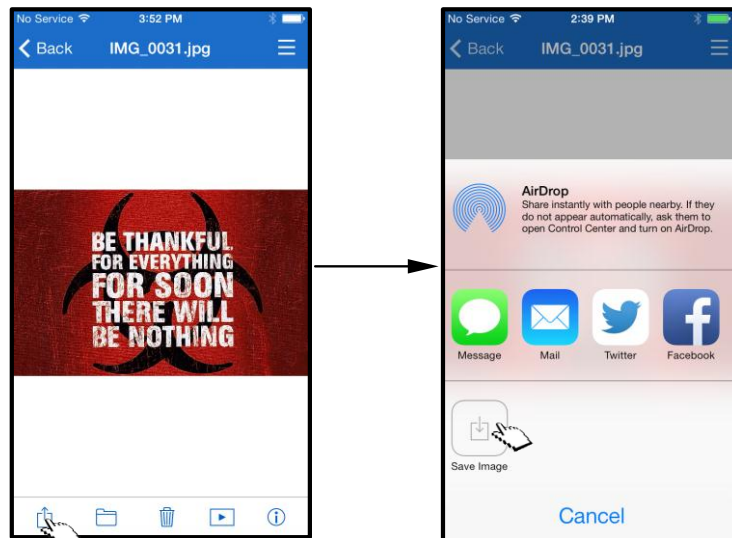 No Service 3:52 PM
Back IMG_0031.jpg
BE THANKFUL
FOR EVERYTHING
FOR SOON
THERE WILL
BE NOTHING
No Service 2:39 PM
Back IMG_0031.jpg
AirDrop
Share instantly with people nearby. If they
do not appear automatically, ask them to
open Control Center and turn on AirDrop.
Message Mail Twitter Facebook
Save Image
Cancel